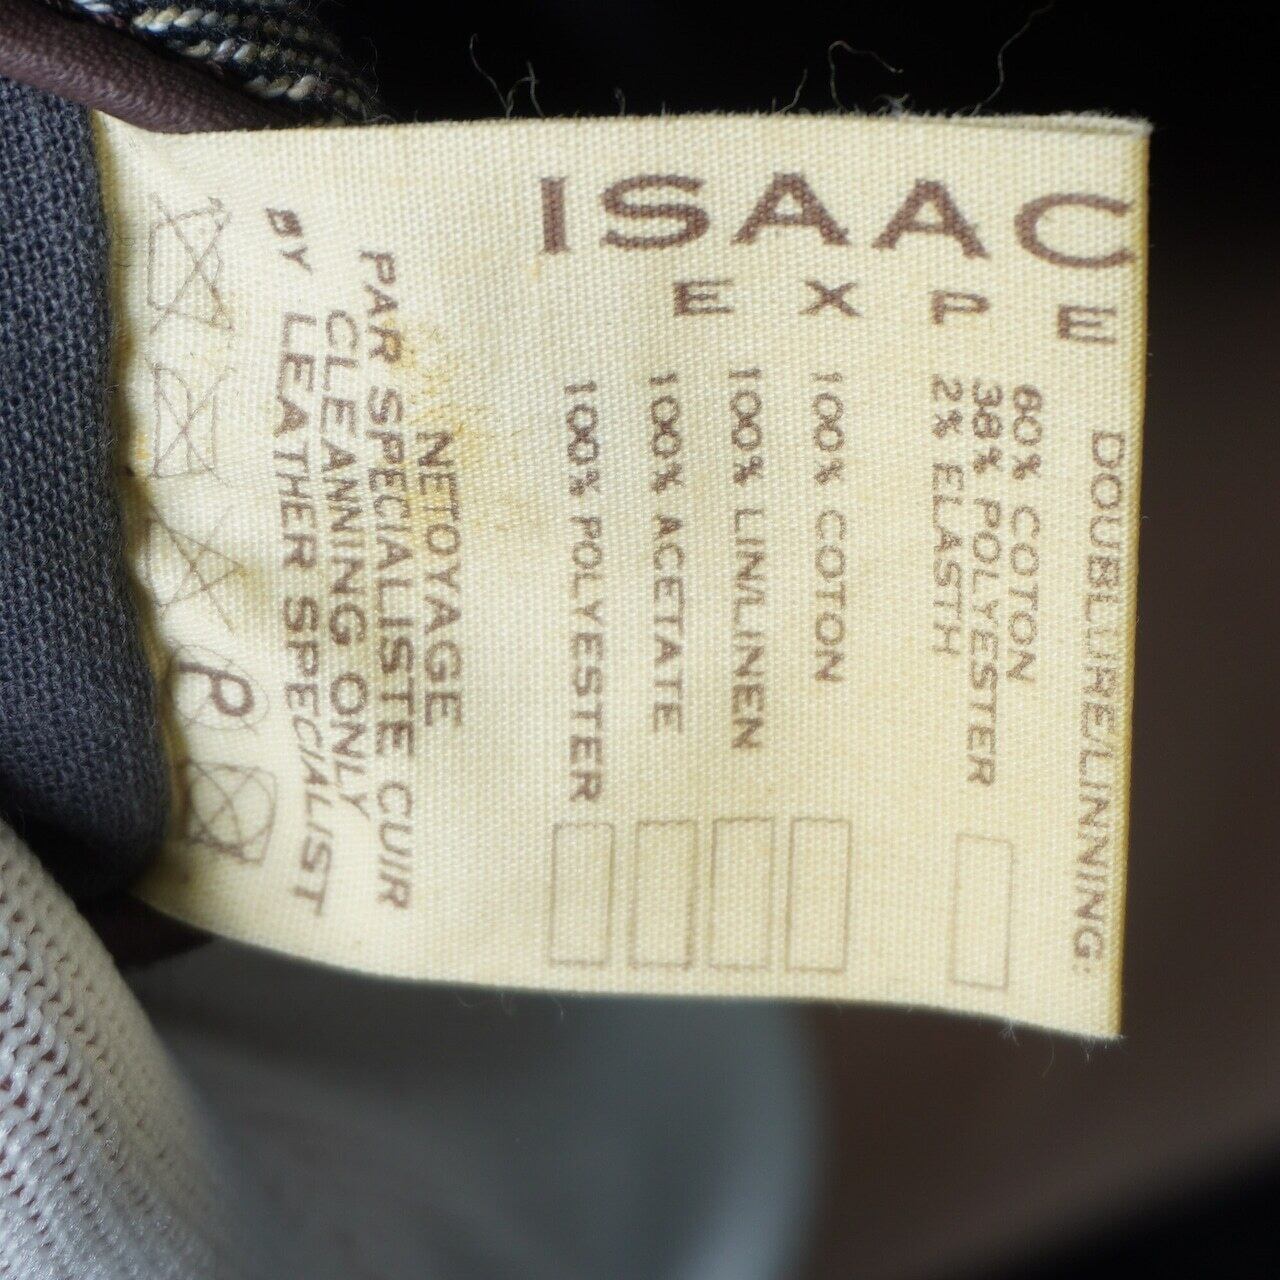 ISAAC
EXPE
DOUBLURE/LINNING:
60% COTON
38% POLYESTER
2% ELASTH
100% COTON
100% LIN/LINEN
100% ACETATE
100% POLYESTER
NETOYAGE
PAR SPECIALISTE CUIR
CLEANNING ONLY
BY LEATHER SPECIALIST
P